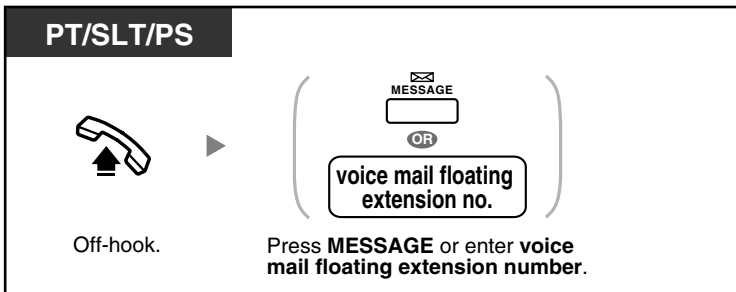 PT/SLT/PS
MESSAGE
OR
voice mail floating
extension no.
Off-hook.
Press MESSAGE or enter voice
mail floating extension number.